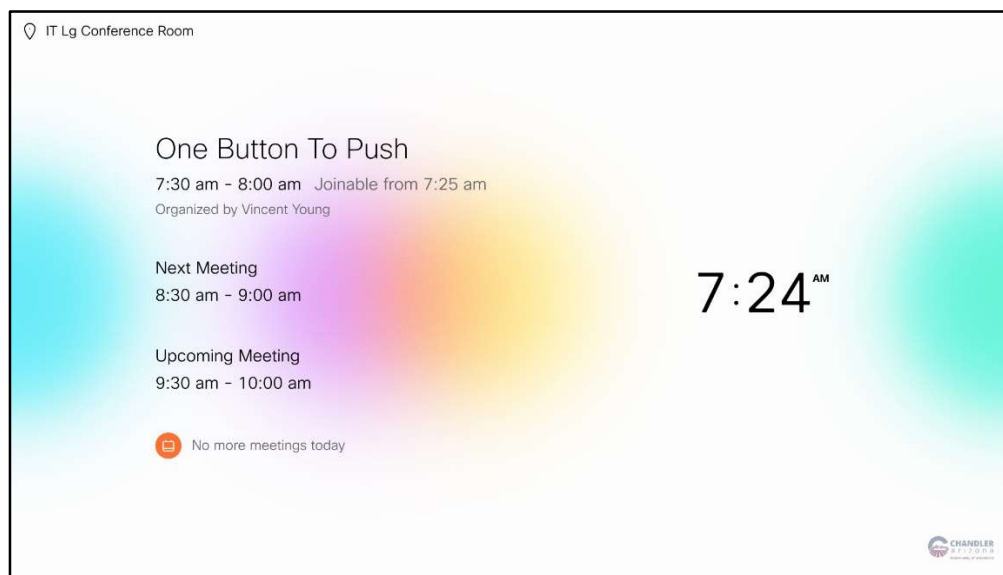 IT Lg Conference Room
One Button To Push
7:30 am - 8:00 am Joinable from 7:25 am
Organized by Vincent Young
Next Meeting
8:30 am - 9:00 am
7:24 AM
Upcoming Meeting
9:30 am - 10:00 am
No more meetings today
CHANDLER
arizona